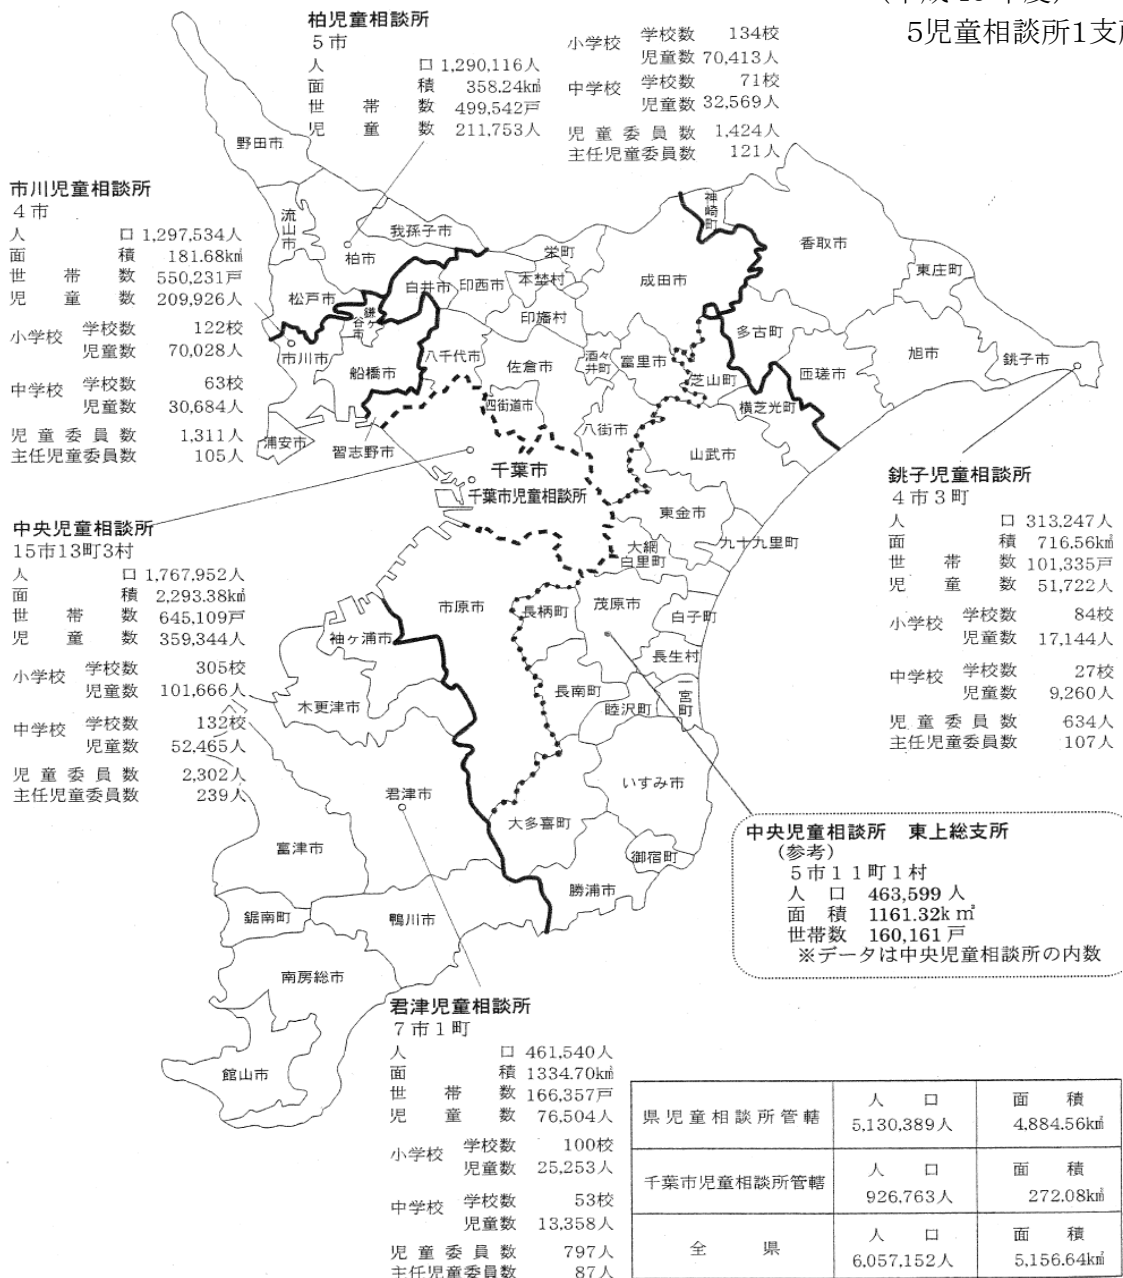 5児童相談所1支所
柏児童相談所
5市
人口 1,290,116人
面積 358.24k㎡
世帯数 499,542戸
児童数 211,753人
小学校 学校数 134校
児童数 70,413人
中学校 学校数 71校
児童数 32,569人
児童委員数 1,424人
主任児童委員数 121人
市川児童相談所
4市
人口 1,297,534人
面積 181.68k㎡
世帯数 550,231戸
児童数 209,926人
小学校 学校数 122校
児童数 70,028人
中学校 学校数 63校
児童数 30,684人
児童委員数 1,311人
主任児童委員数 105人
中央児童相談所
15市13町3村
人口 1,767,952人
面積 2,293.38k㎡
世帯数 645,109戸
児童数 359,344人
小学校 学校数 305校
児童数 101,666人
中学校 学校数 132校
児童数 52,465人
児童委員数 2,302人
主任児童委員数 239人
野田市
流山市
我孫子市
柏市
松戸市
鎌ヶ谷市
白井市
印西市
本埜村
栄町
印旛村
成田市
神崎町
香取市
東庄町
多古町
旭市
銚子市
匝瑳市
市川市
船橋市
八千代市
佐倉市
酒々井町
富里市
芝山町
横芝光町
四街道市
八街市
山武市
浦安市
習志野市
千葉市
千葉市児童相談所
東金市
大網白里町
九十九里町
市原市
長柄町
茂原市
白子町
袖ヶ浦市
長生村
木更津市
長南町
睦沢町
一宮町
君津市
いすみ市
大多喜町
富津市
御宿町
勝浦市
鋸南町
鴨川市
南房総市
館山市
銚子児童相談所
4市3町
人口 313,247人
面積 716.56k㎡
世帯数 101,335戸
児童数 51,722人
小学校 学校数 84校
児童数 17,144人
中学校 学校数 27校
児童数 9,260人
児童委員数 634人
主任児童委員数 107人
中央児童相談所 東上総支所
(参考)
5市11町1村
人口 463,599人
面積 1161.32k㎡
世帯数 160,161戸
※データは中央児童相談所の内数
君津児童相談所
7市1町
人口 461,540人
面積 1334.70k㎡
世帯数 166,357戸
児童数 76,504人
小学校 学校数 100校
児童数 25,253人
中学校 学校数 53校
児童数 13,358人
児童委員数 797人
主任児童委員数 87人
県児童相談所管轄 人口 5,130,389人 面積 4,884.56k㎡
千葉市児童相談所管轄 人口 926,763人 面積 272.08k㎡
全県 人口 6,057,152人 面積 5,156.64k㎡